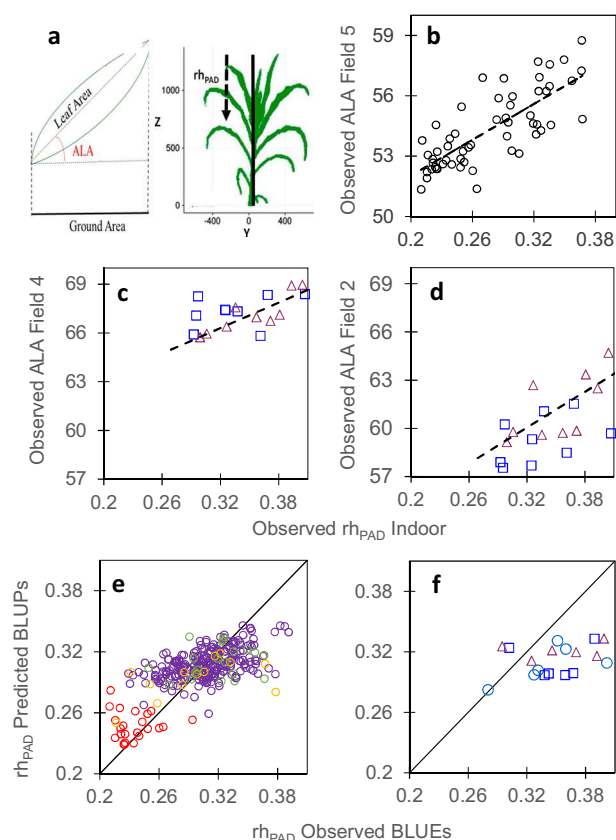 a
Leaf Area
ALA
Ground Area
rhPAD
Z
1000
500
0
-400 0 400
Y
b
Observed ALA Field 5
59
56
53
50
0.2 0.26 0.32 0.38
c
Observed ALA Field 4
69
66
63
60
57
0.2 0.26 0.32 0.38
d
Observed ALA Field 2
69
66
63
60
57
0.2 0.26 0.32 0.38
Observed rhPAD Indoor
e
rhPAD Predicted BLUPs
0.38
0.32
0.26
0.2
0.2 0.26 0.32 0.38
f
0.38
0.32
0.26
0.2
0.2 0.26 0.32 0.38
rhPAD Observed BLUEs